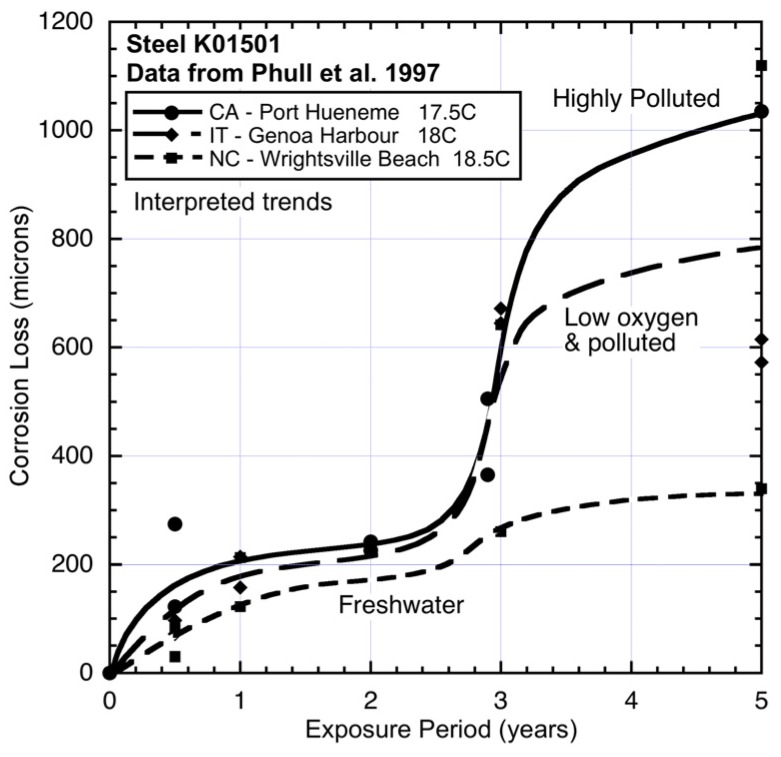 1200
Steel K01501
Data from Phull et al. 1997
CA - Port Hueneme 17.5C
IT - Genoa Harbour 18C
NC - Wrightsville Beach 18.5C
Interpreted trends
Highly Polluted
1000
800
Low oxygen
& polluted
600
400
200
Freshwater
0
Corrosion Loss (microns)
0 1 2 3 4 5
Exposure Period (years)